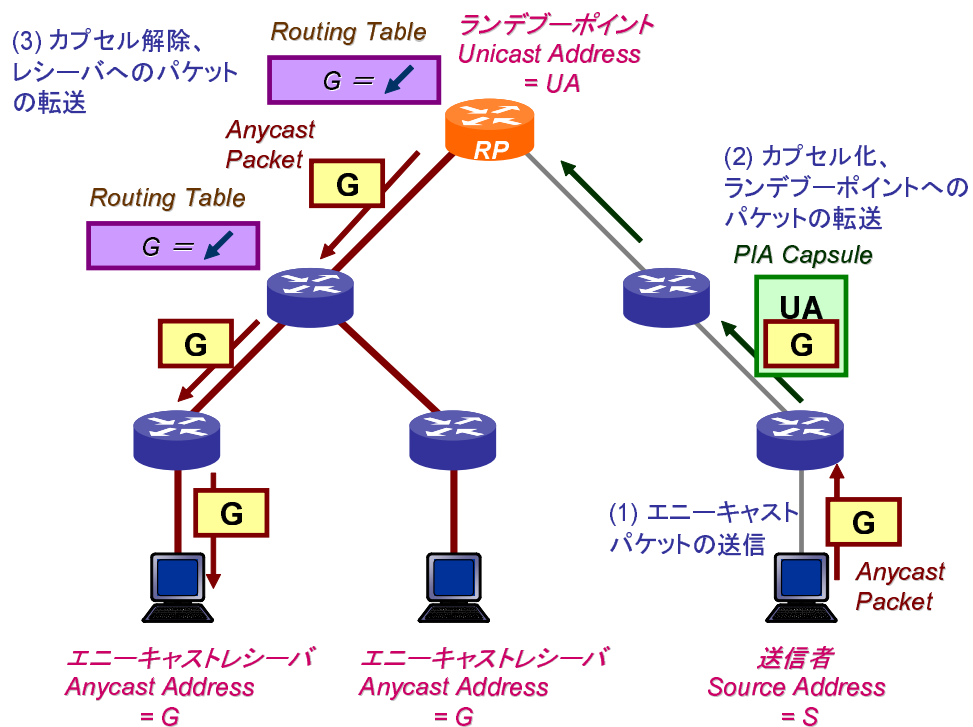 (3) カプセル解除、
レシーバへのパケット
の転送
Routing Table
G ＝
ランデブーポイント
Unicast Address
= UA
RP
Anycast
Packet
G
Routing Table
G ＝
(2) カプセル化、
ランデブーポイントへの
パケットの転送
PIA Capsule
UA
G
G
G
(1) エニーキャスト
パケットの送信
G
Anycast
Packet
エニーキャストレシーバ
Anycast Address
= G
エニーキャストレシーバ
Anycast Address
= G
送信者
Source Address
= S